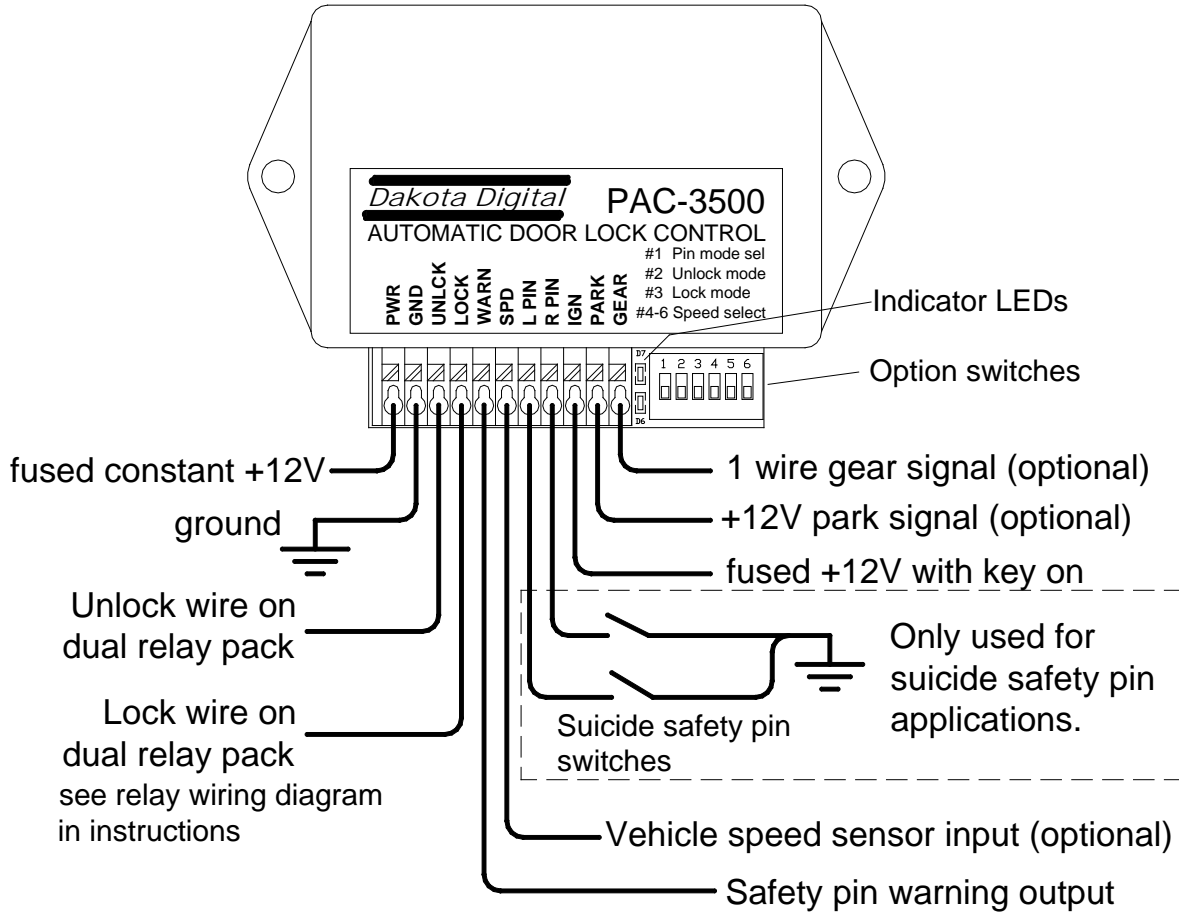 Dakota Digital PAC-3500
AUTOMATIC DOOR LOCK CONTROL
#1 Pin mode sel
#2 Unlock mode
#3 Lock mode
#4-6 Speed select
PWR
GND
UNLCK
LOCK
WARN
SPD
L PIN
R PIN
IGN
PARK
GEAR
D7
D6
1 2 3 4 5 6
Indicator LEDs
Option switches
fused constant +12V
ground
Unlock wire on
dual relay pack
Lock wire on
dual relay pack
see relay wiring diagram
in instructions
1 wire gear signal (optional)
+12V park signal (optional)
fused +12V with key on
Only used for
suicide safety pin
applications.
Suicide safety pin
switches
Vehicle speed sensor input (optional)
Safety pin warning output